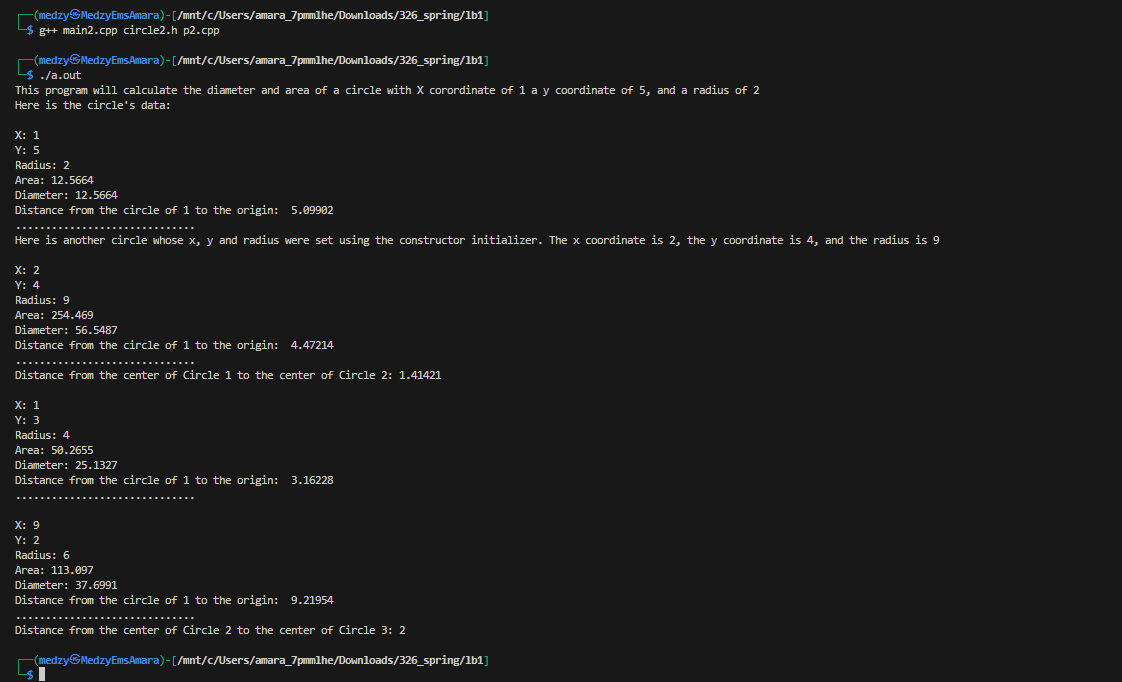 ┌──(medzy㉿MedzyEmsAmara)-[/mnt/c/Users/amara_7pmmlhe/Downloads/326_spring/lb1]
└─$ g++ main2.cpp circle2.h p2.cpp
┌──(medzy㉿MedzyEmsAmara)-[/mnt/c/Users/amara_7pmmlhe/Downloads/326_spring/lb1]
└─$ ./a.out
This program will calculate the diameter and area of a circle with X corordinate of 1 a y coordinate of 5, and a radius of 2
Here is the circle's data:
X: 1
Y: 5
Radius: 2
Area: 12.5664
Diameter: 12.5664
Distance from the circle of 1 to the origin:  5.09902
..............................
Here is another circle whose x, y and radius were set using the constructor initializer. The x coordinate is 2, the y coordinate is 4, and the radius is 9
X: 2
Y: 4
Radius: 9
Area: 254.469
Diameter: 56.5487
Distance from the circle of 1 to the origin:  4.47214
..............................
Distance from the center of Circle 1 to the center of Circle 2: 1.41421
X: 1
Y: 3
Radius: 4
Area: 50.2655
Diameter: 25.1327
Distance from the circle of 1 to the origin:  3.16228
..............................
X: 9
Y: 2
Radius: 6
Area: 113.097
Diameter: 37.6991
Distance from the circle of 1 to the origin:  9.21954
..............................
Distance from the center of Circle 2 to the center of Circle 3: 2
┌──(medzy㉿MedzyEmsAmara)-[/mnt/c/Users/amara_7pmmlhe/Downloads/326_spring/lb1]
└─$